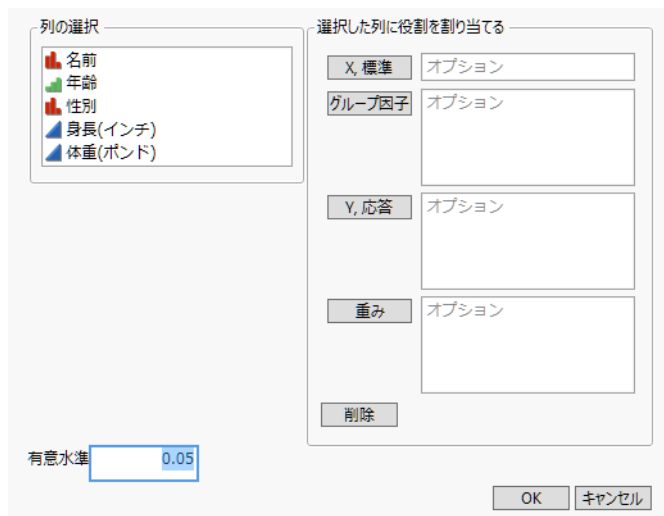 列の選択
名前
年齢
性別
身長(インチ)
体重(ポンド)
選択した列に役割を割り当てる
X, 標準
オプション
グループ因子
オプション
Y, 応答
オプション
重み
オプション
削除
有意水準
0.05
OK
キャンセル